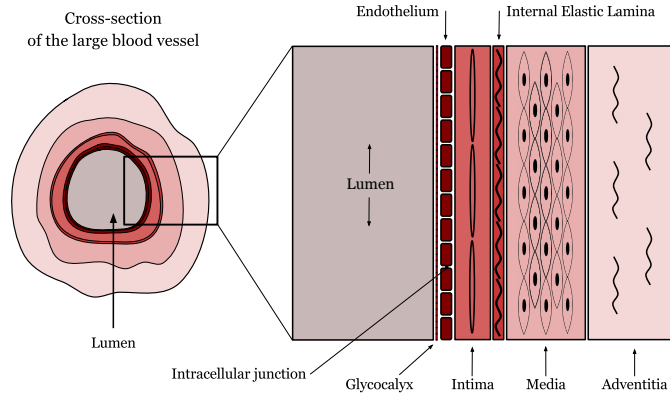 Cross-section
of the large blood vessel
Endothelium
Internal Elastic Lamina
Lumen
Lumen
Intracellular junction
Glycocalyx
Intima
Media
Adventitia